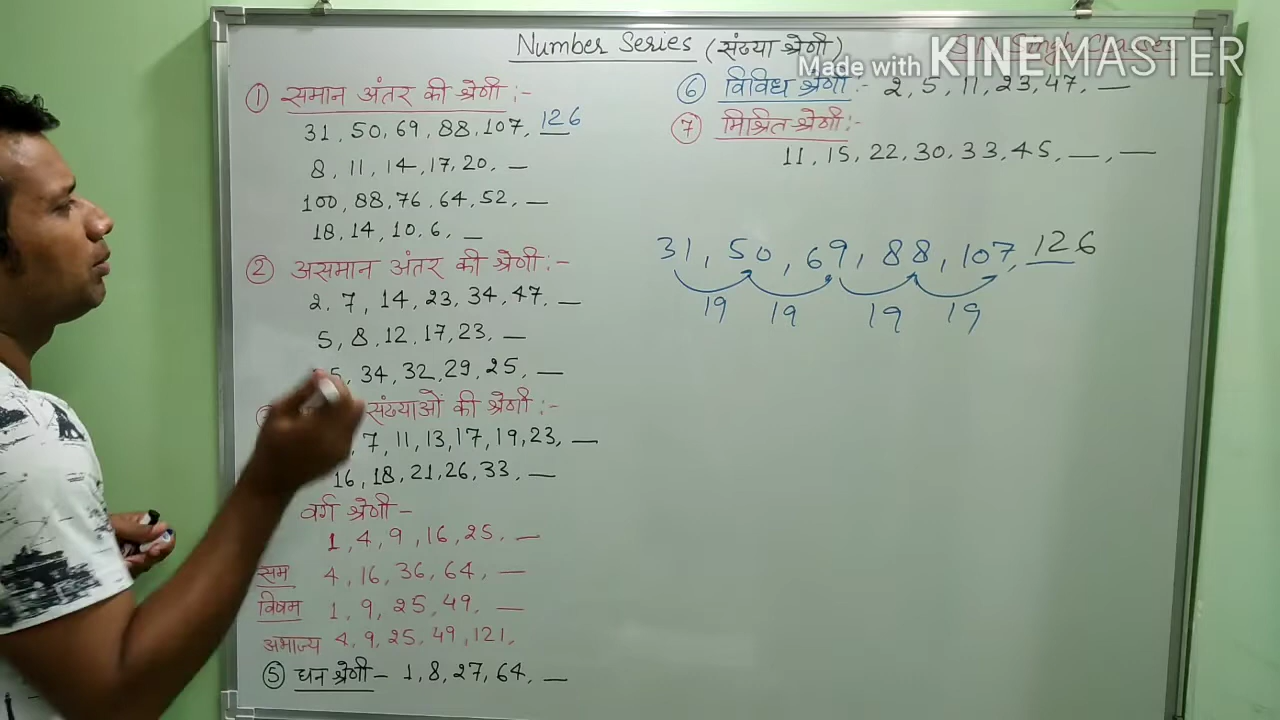 Number Series (संख्या श्रेणी)
Made with KINEMASTER
① समान अंतर की श्रेणी :-
31, 50, 69, 88, 107, 126
8, 11, 14, 17, 20, —
100, 88, 76, 64, 52, —
18, 14, 10, 6, —
② असमान अंतर की श्रेणी :-
2, 7, 14, 23, 34, 47, —
5, 8, 12, 17, 23, —
34, 32, 29, 25, —
संख्याओं की श्रेणी :-
7, 11, 13, 17, 19, 23, —
16, 18, 21, 26, 33, —
वर्ग श्रेणी -
1, 4, 9, 16, 25, —
सम 4, 16, 36, 64, —
विषम 1, 9, 25, 49, —
अभाज्य 4, 9, 25, 49, 121,
⑤ घन श्रेणी - 1, 8, 27, 64, —
⑥ विविध श्रेणी :- 2, 5, 11, 23, 47, —
⑦ मिश्रित श्रेणी :-
11, 15, 22, 30, 33, 45, —, —
31, 50, 69, 88, 107, 126
19 19 19 19